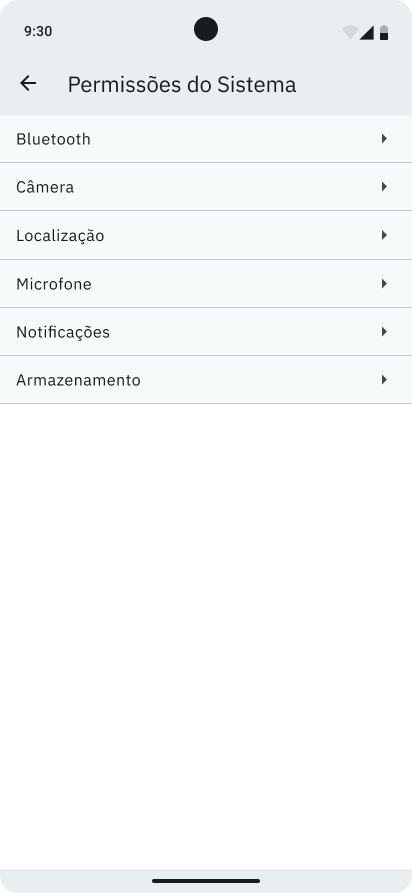 9:30
Permissões do Sistema
Bluetooth
Câmera
Localização
Microfone
Notificações
Armazenamento